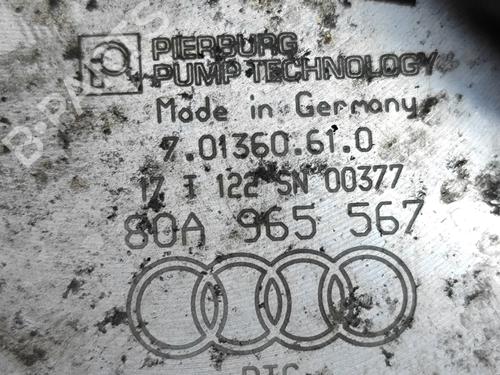 PIERBURG
PUMP TECHNOLOGY
Made in Germany
7.01360.61.0
17 I 122 SN 00377
80A 965 567